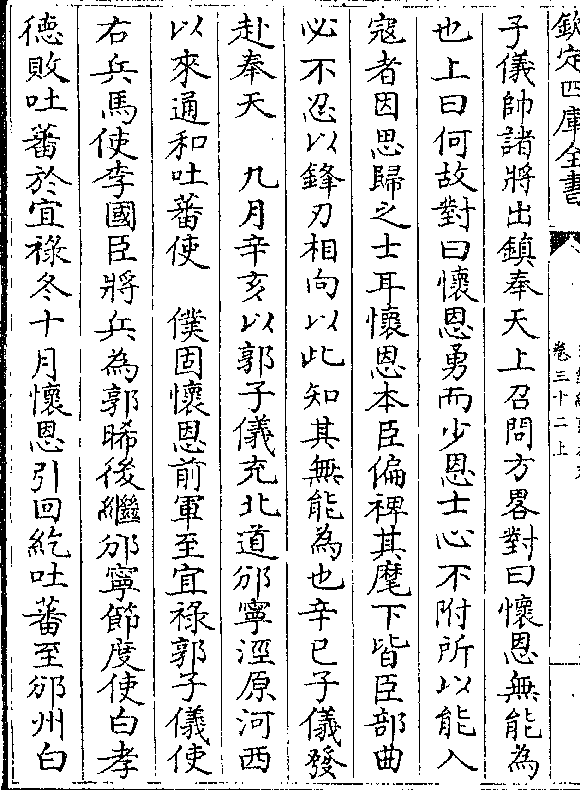 欽定四庫全書
卷三十二上
子儀帥諸將出鎮奉天上召問方畧對曰懷恩無能為
也上曰何故對曰懷恩勇而少恩士心不附所以能入
寇者因思歸之士耳懷恩本臣偏裨其麾下皆臣部曲
必不忍以鋒刃相向以此知其無能為也辛巳子儀發
赴奉天　九月辛亥以郭子儀充北道邠寧涇原河西
以來通和吐蕃使　僕固懷恩前軍至宜祿郭子儀使
右兵馬使李國臣將兵為郭晞後繼邠寧節度使白孝
德敗吐蕃於宜祿冬十月懷恩引回紇吐蕃至邠州白